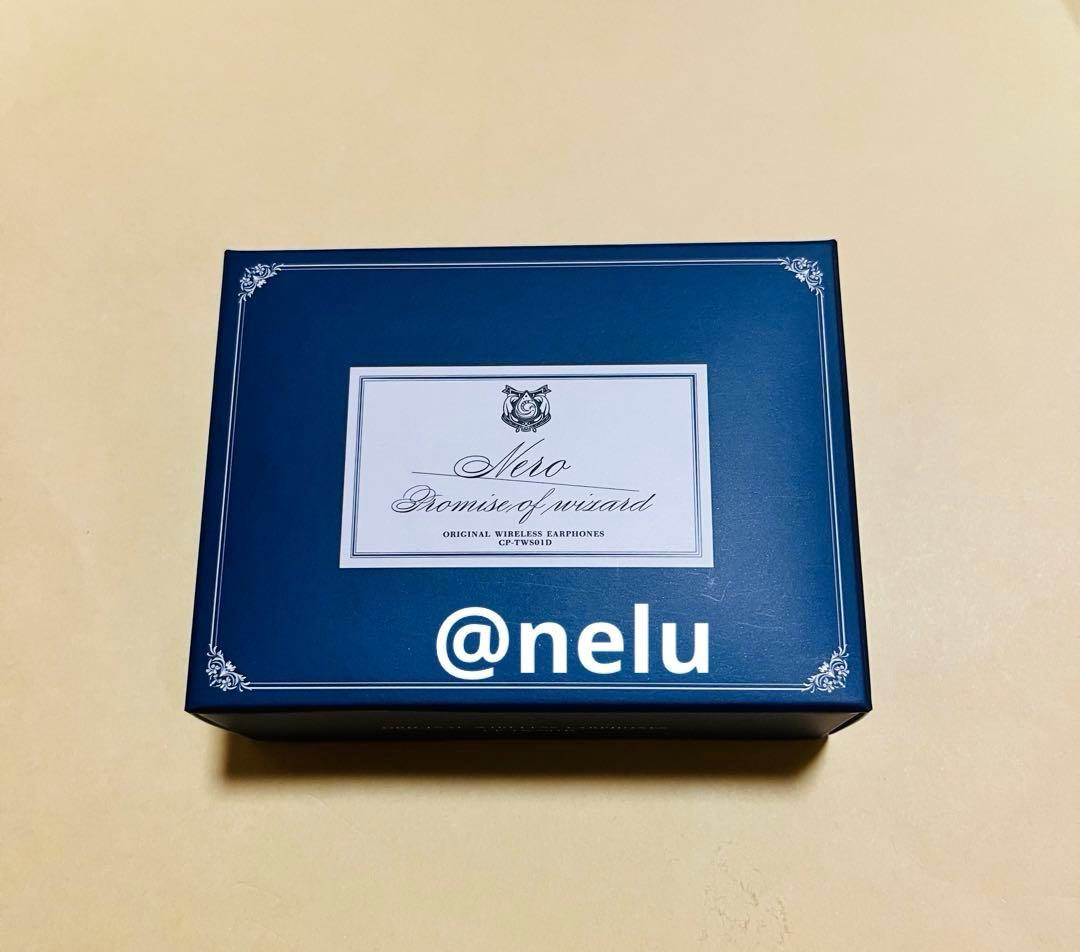 Nero
Promise of wizard
ORIGINAL WIRELESS EARPHONES
CP-TWS01D
@nelu